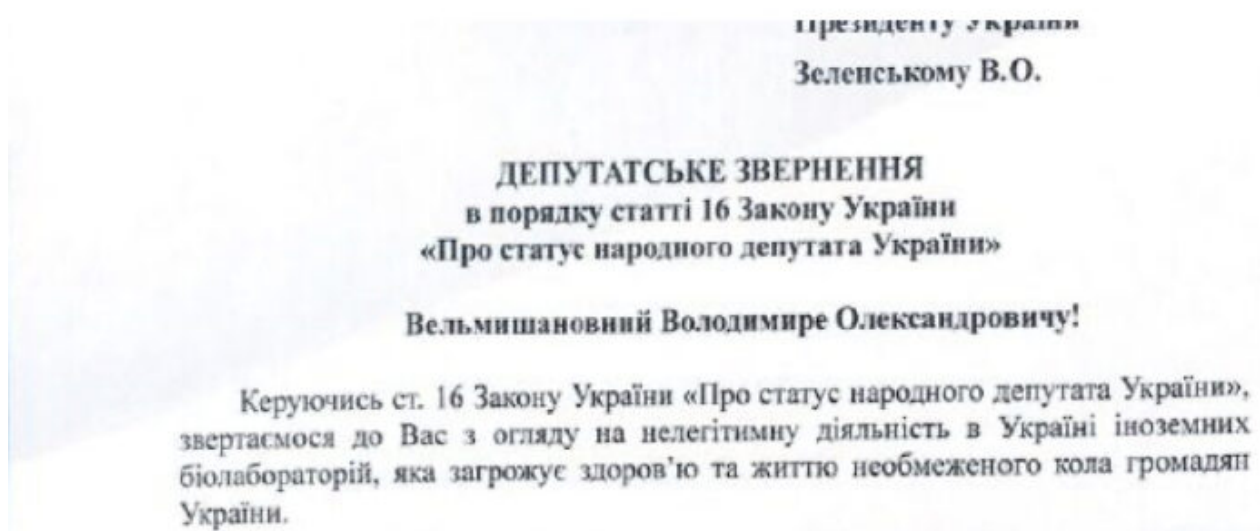 Президенту України
Зеленському В.О.
ДЕПУТАТСЬКЕ ЗВЕРНЕННЯ
в порядку статті 16 Закону України
«Про статус народного депутата України»
Вельмишановний Володимире Олександровичу!
Керуючись ст. 16 Закону України «Про статус народного депутата України»,
звертаємося до Вас з огляду на нелегітимну діяльність в Україні іноземних
біолабораторій, яка загрожує здоров’ю та життю необмеженого кола громадян
України.